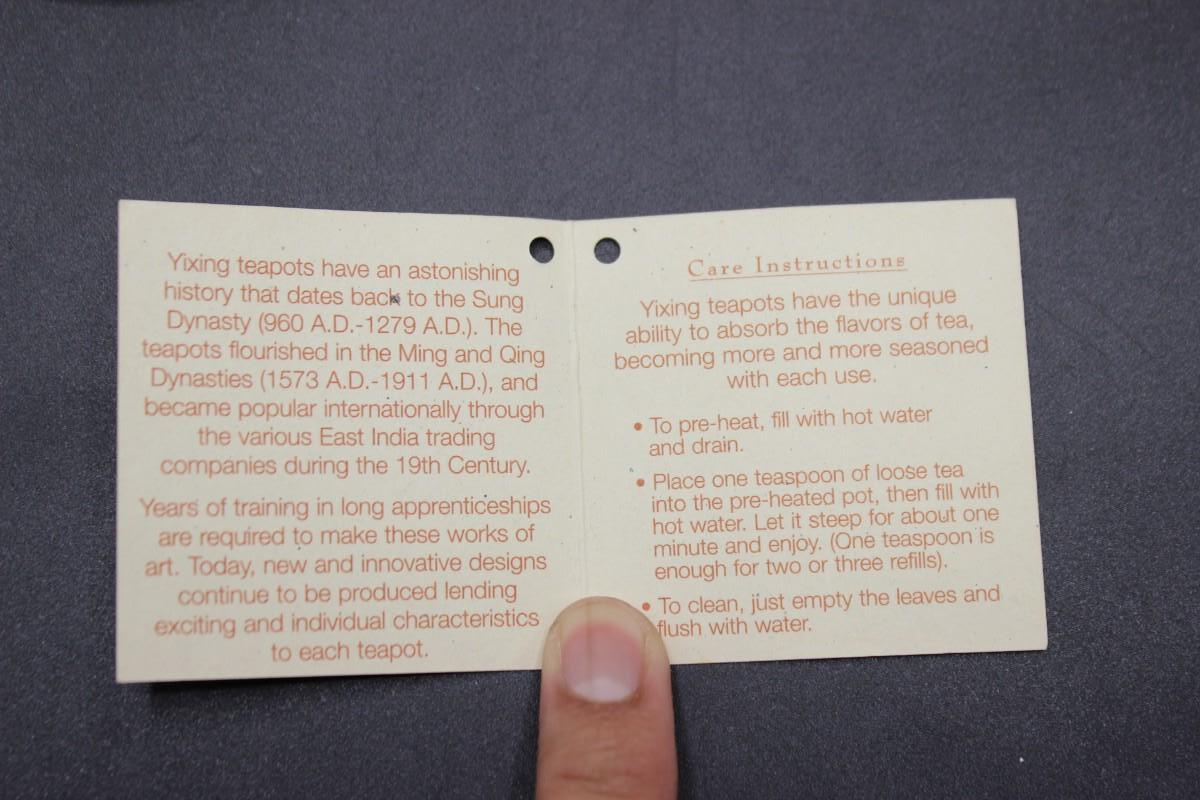 Yixing teapots have an astonishing
history that dates back to the Sung
Dynasty (960 A.D.-1279 A.D.). The
teapots flourished in the Ming and Qing
Dynasties (1573 A.D.-1911 A.D.), and
became popular internationally through
the various East India trading
companies during the 19th Century.
Years of training in long apprenticeships
are required to make these works of
art. Today, new and innovative designs
continue to be produced lending
exciting and individual characteristics
to each teapot.
Care Instructions
Yixing teapots have the unique
ability to absorb the flavors of tea,
becoming more and more seasoned
with each use.
• To pre-heat, fill with hot water
and drain.
• Place one teaspoon of loose tea
into the pre-heated pot, then fill with
hot water. Let it steep for about one
minute and enjoy. (One teaspoon is
enough for two or three refills).
• To clean, just empty the leaves and
flush with water.